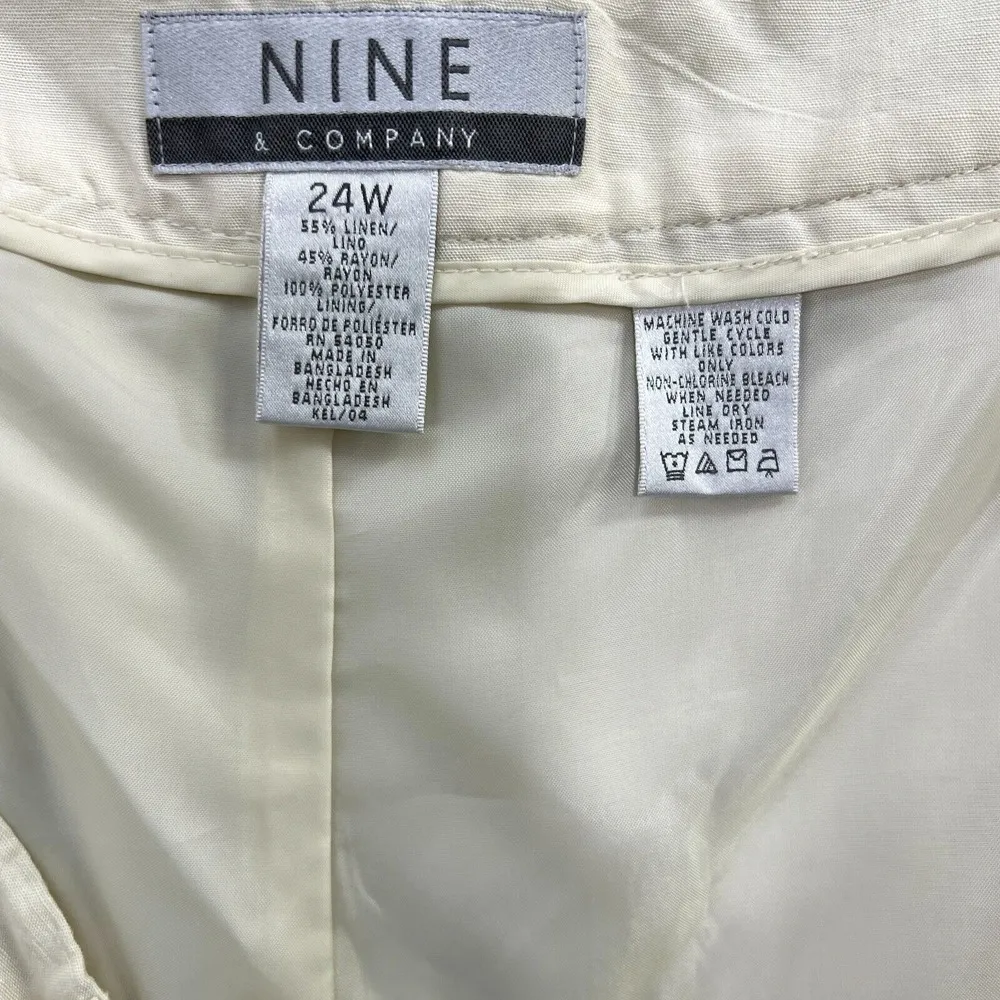 NINE
& COMPANY
24W
55% LINEN/
LINO
45% RAYON/
RAYON
100% POLYESTER
LINING/
FORRO DE POLIÉSTER
RN 54050
MADE IN
BANGLADESH
HECHO EN
BANGLADESH
KEL/04
MACHINE WASH COLD
GENTLE CYCLE
WITH LIKE COLORS
ONLY
NON-CHLORINE BLEACH
WHEN NEEDED
LINE DRY
STEAM IRON
AS NEEDED